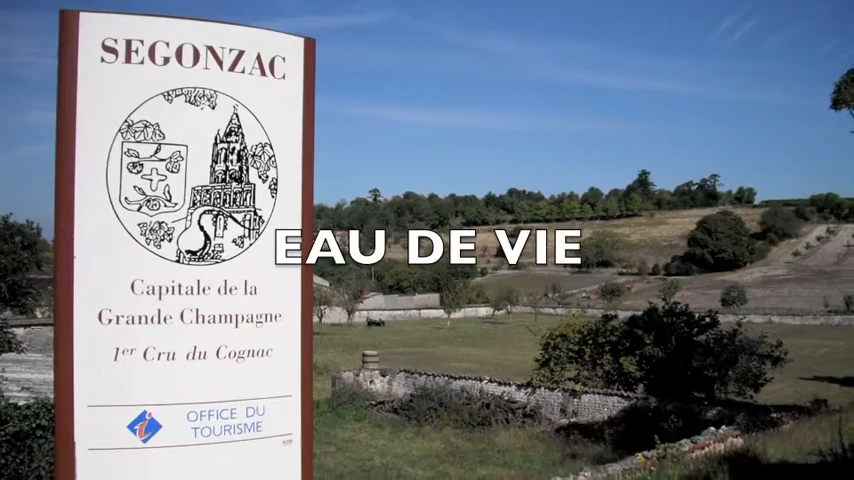 SEGONZAC
EAU DE VIE
Capitale de la
Grande Champagne
1er Cru du Cognac
OFFICE DU
TOURISME